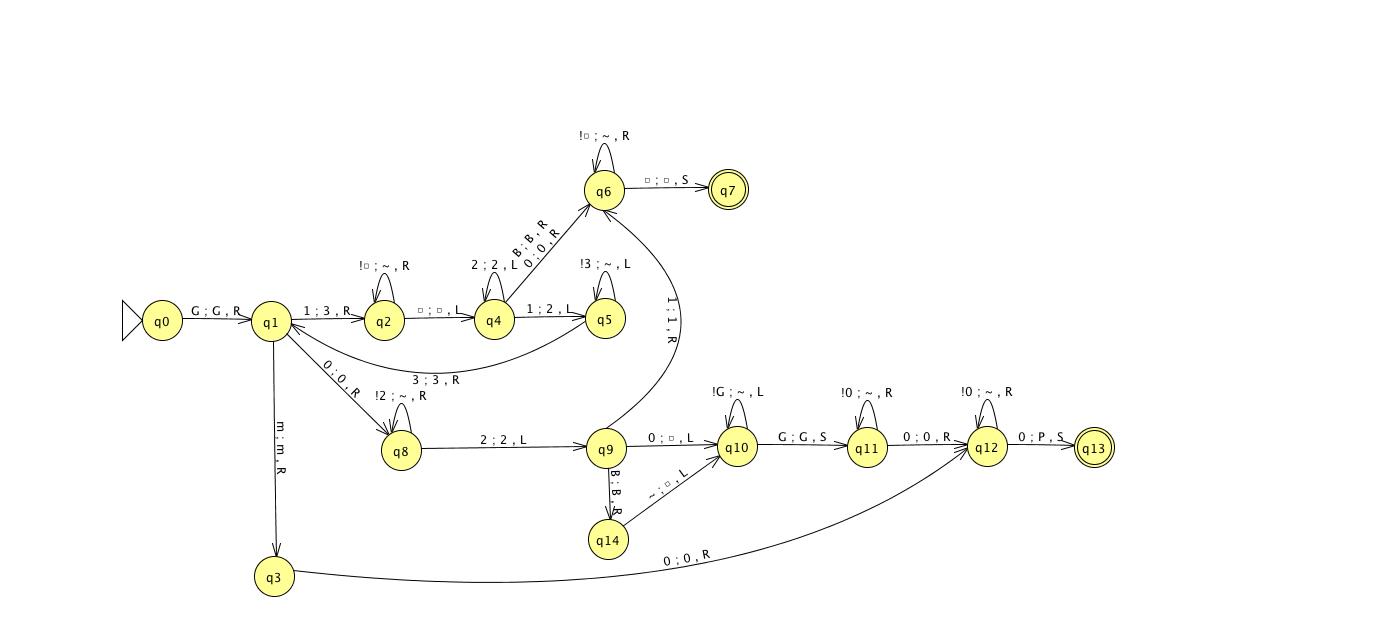 !□ ; ~ , R
q6
□ ; □ , S
q7
B ; B , R
0 ; 0 , R
!□ ; ~ , R
2 ; 2 , L
!3 ; ~ , L
q0
G ; G , R
q1
1 ; 3 , R
q2
□ ; □ , L
q4
1 ; 2 , L
q5
1 ; 1 , R
3 ; 3 , R
0 ; 0 , R
!2 ; ~ , R
!G ; ~ , L
!0 ; ~ , R
!0 ; ~ , R
q8
2 ; 2 , L
q9
0 ; □ , L
q10
G ; G , S
q11
0 ; 0 , R
q12
0 ; P , S
q13
m ; m , R
B ; B , R
~ ; □ , L
q14
0 ; 0 , R
q3